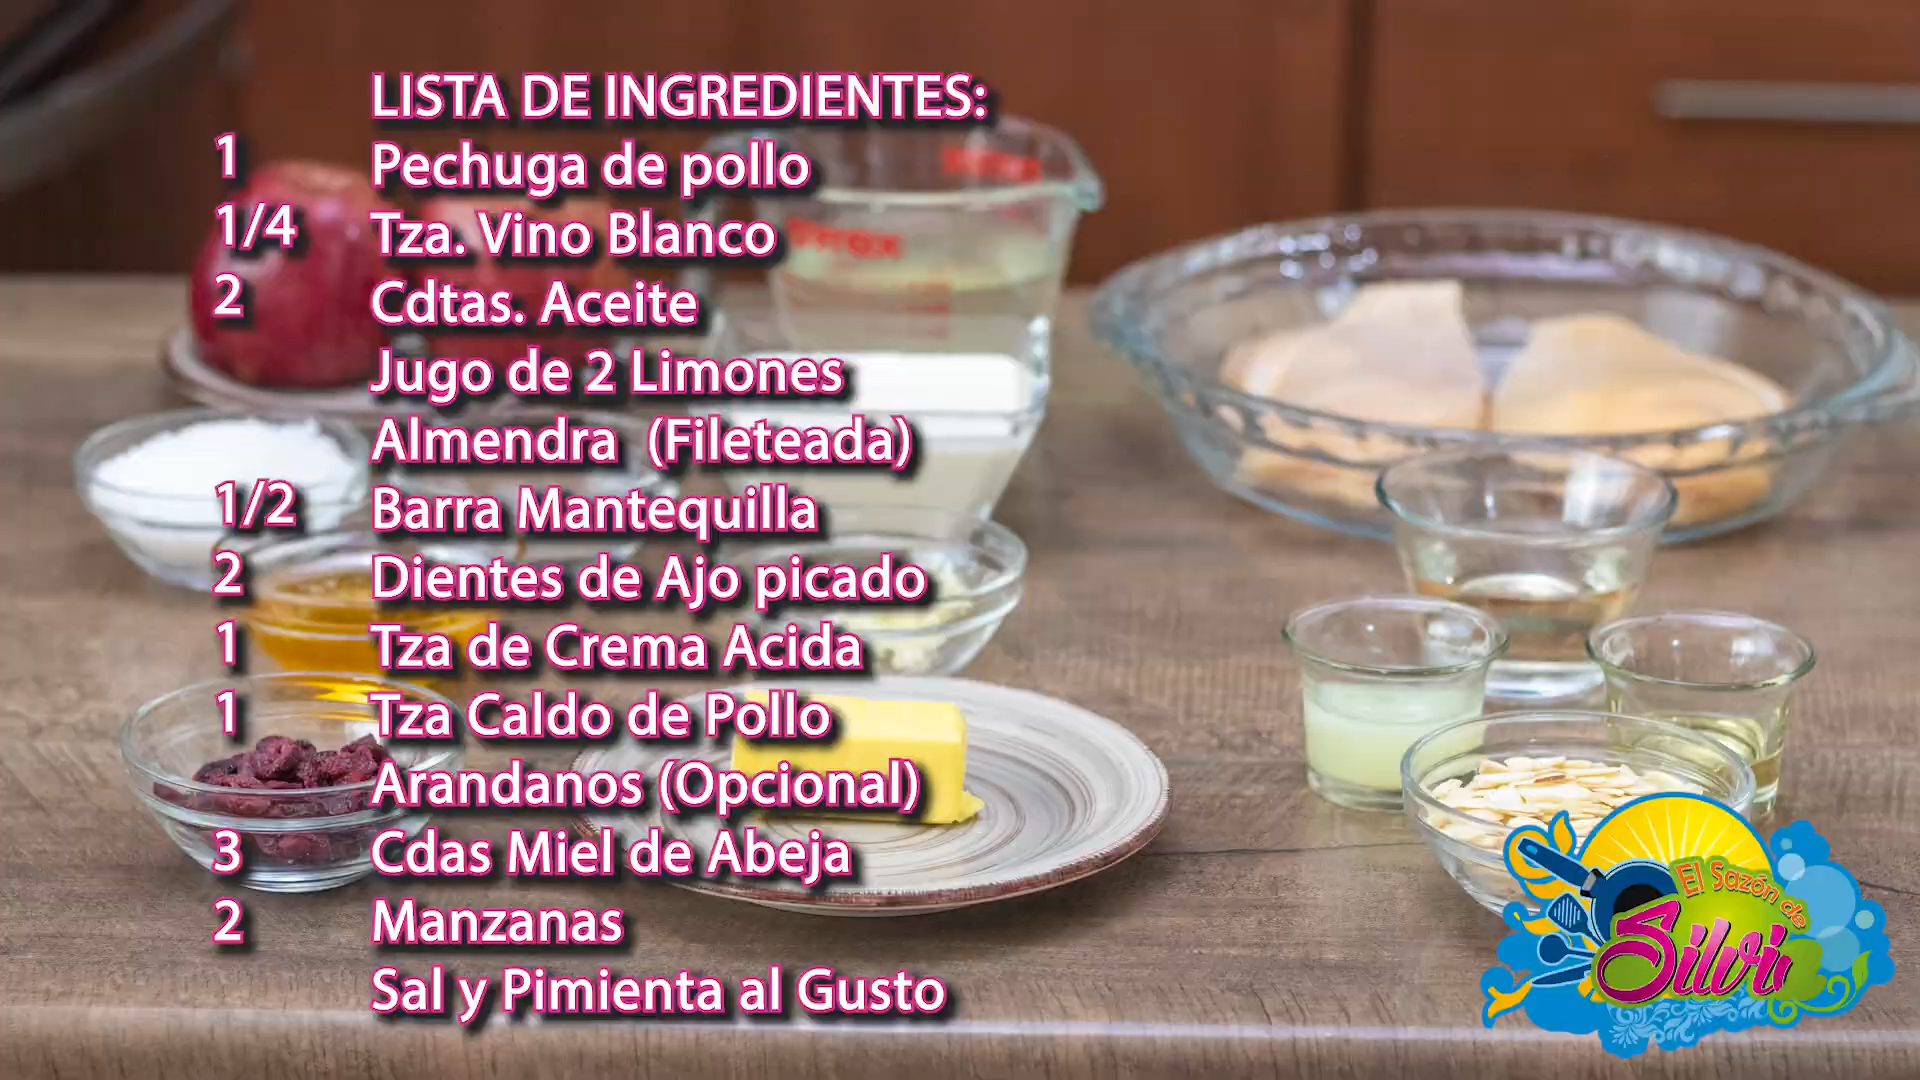 LISTA DE INGREDIENTES:
1 Pechuga de pollo
1/4 Tza. Vino Blanco
2 Cdtas. Aceite
Jugo de 2 Limones
Almendra (Fileteada)
1/2 Barra Mantequilla
2 Dientes de Ajo picado
1 Tza de Crema Acida
1 Tza Caldo de Pollo
Arandanos (Opcional)
3 Cdas Miel de Abeja
2 Manzanas
Sal y Pimienta al Gusto
El Sazón de
Silvia